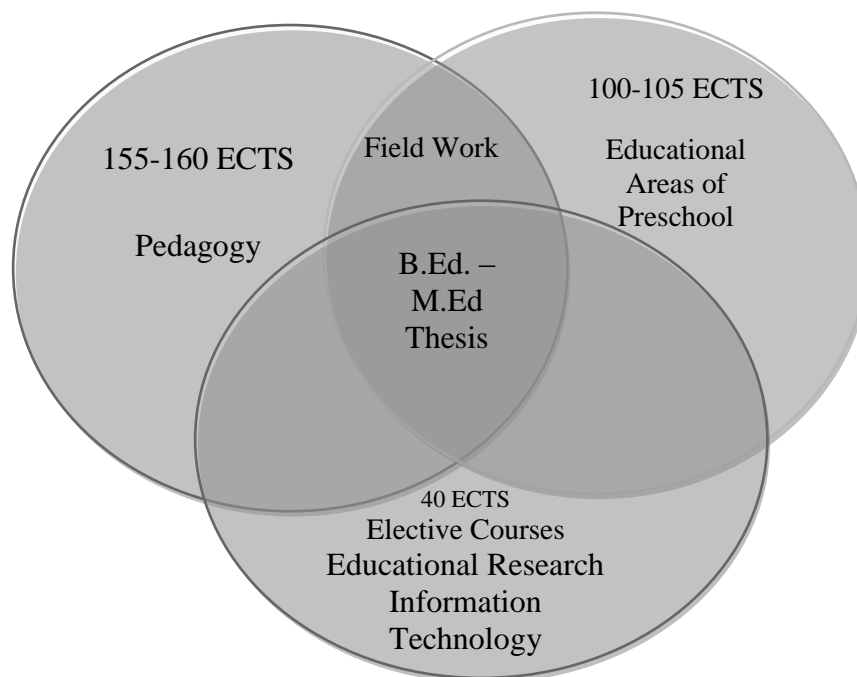 155-160 ECTS
Pedagogy
Field Work
100-105 ECTS
Educational
Areas of
Preschool
B.Ed. –
M.Ed
Thesis
40 ECTS
Elective Courses
Educational Research
Information
Technology